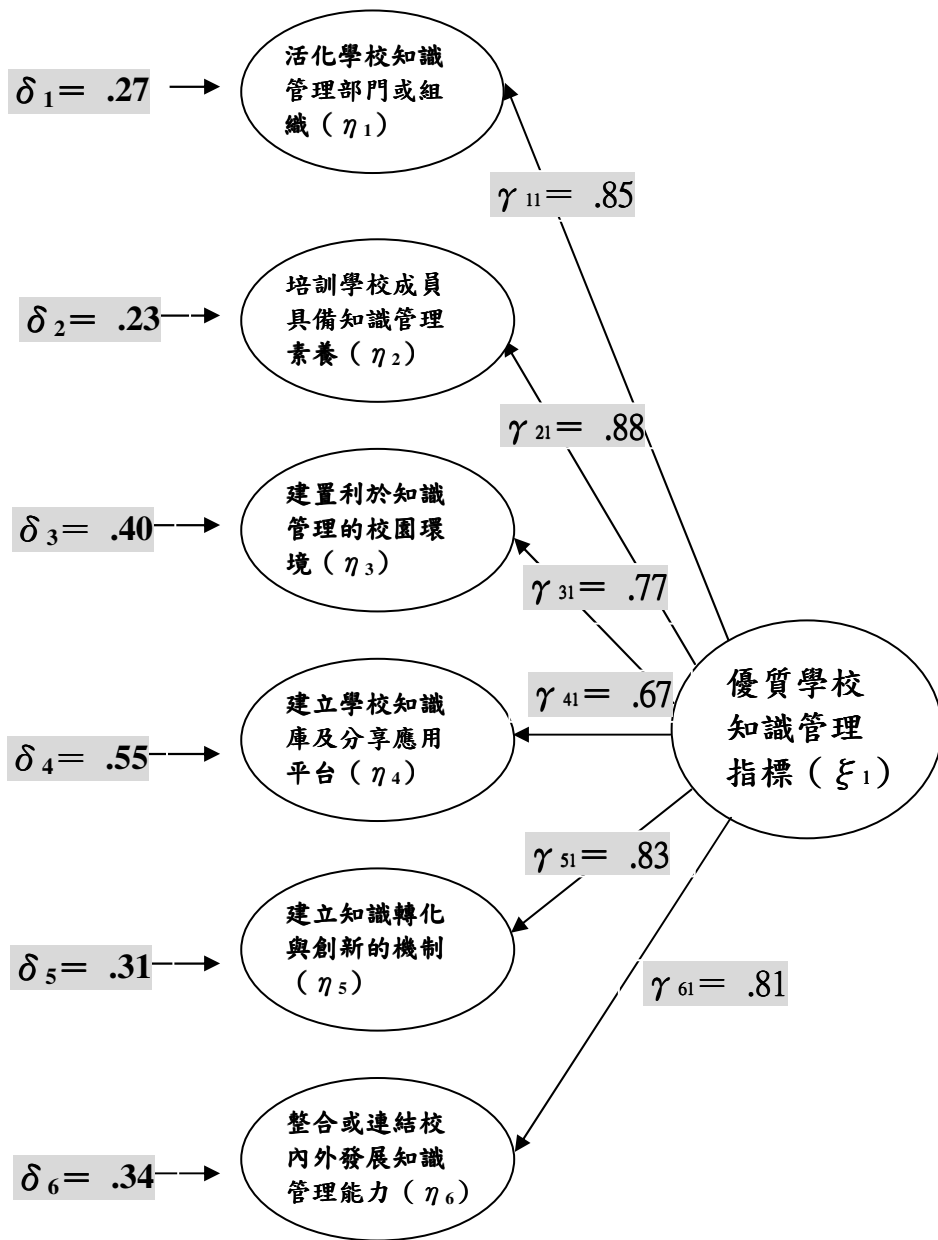 活化學校知識
管理部門或組
織（η1）
δ1＝ .27
γ11＝ .85
培訓學校成員
具備知識管理
素養（η2）
δ2＝ .23
γ21＝ .88
建置利於知識
管理的校園環
境（η3）
δ3＝ .40
γ31＝ .77
建立學校知識
庫及分享應用
平台（η4）
δ4＝ .55
γ41＝ .67
優質學校
知識管理
指標（ξ1）
建立知識轉化
與創新的機制
（η5）
δ5＝ .31
γ51＝ .83
γ61＝ .81
整合或連結校
內外發展知識
管理能力（η6）
δ6＝ .34